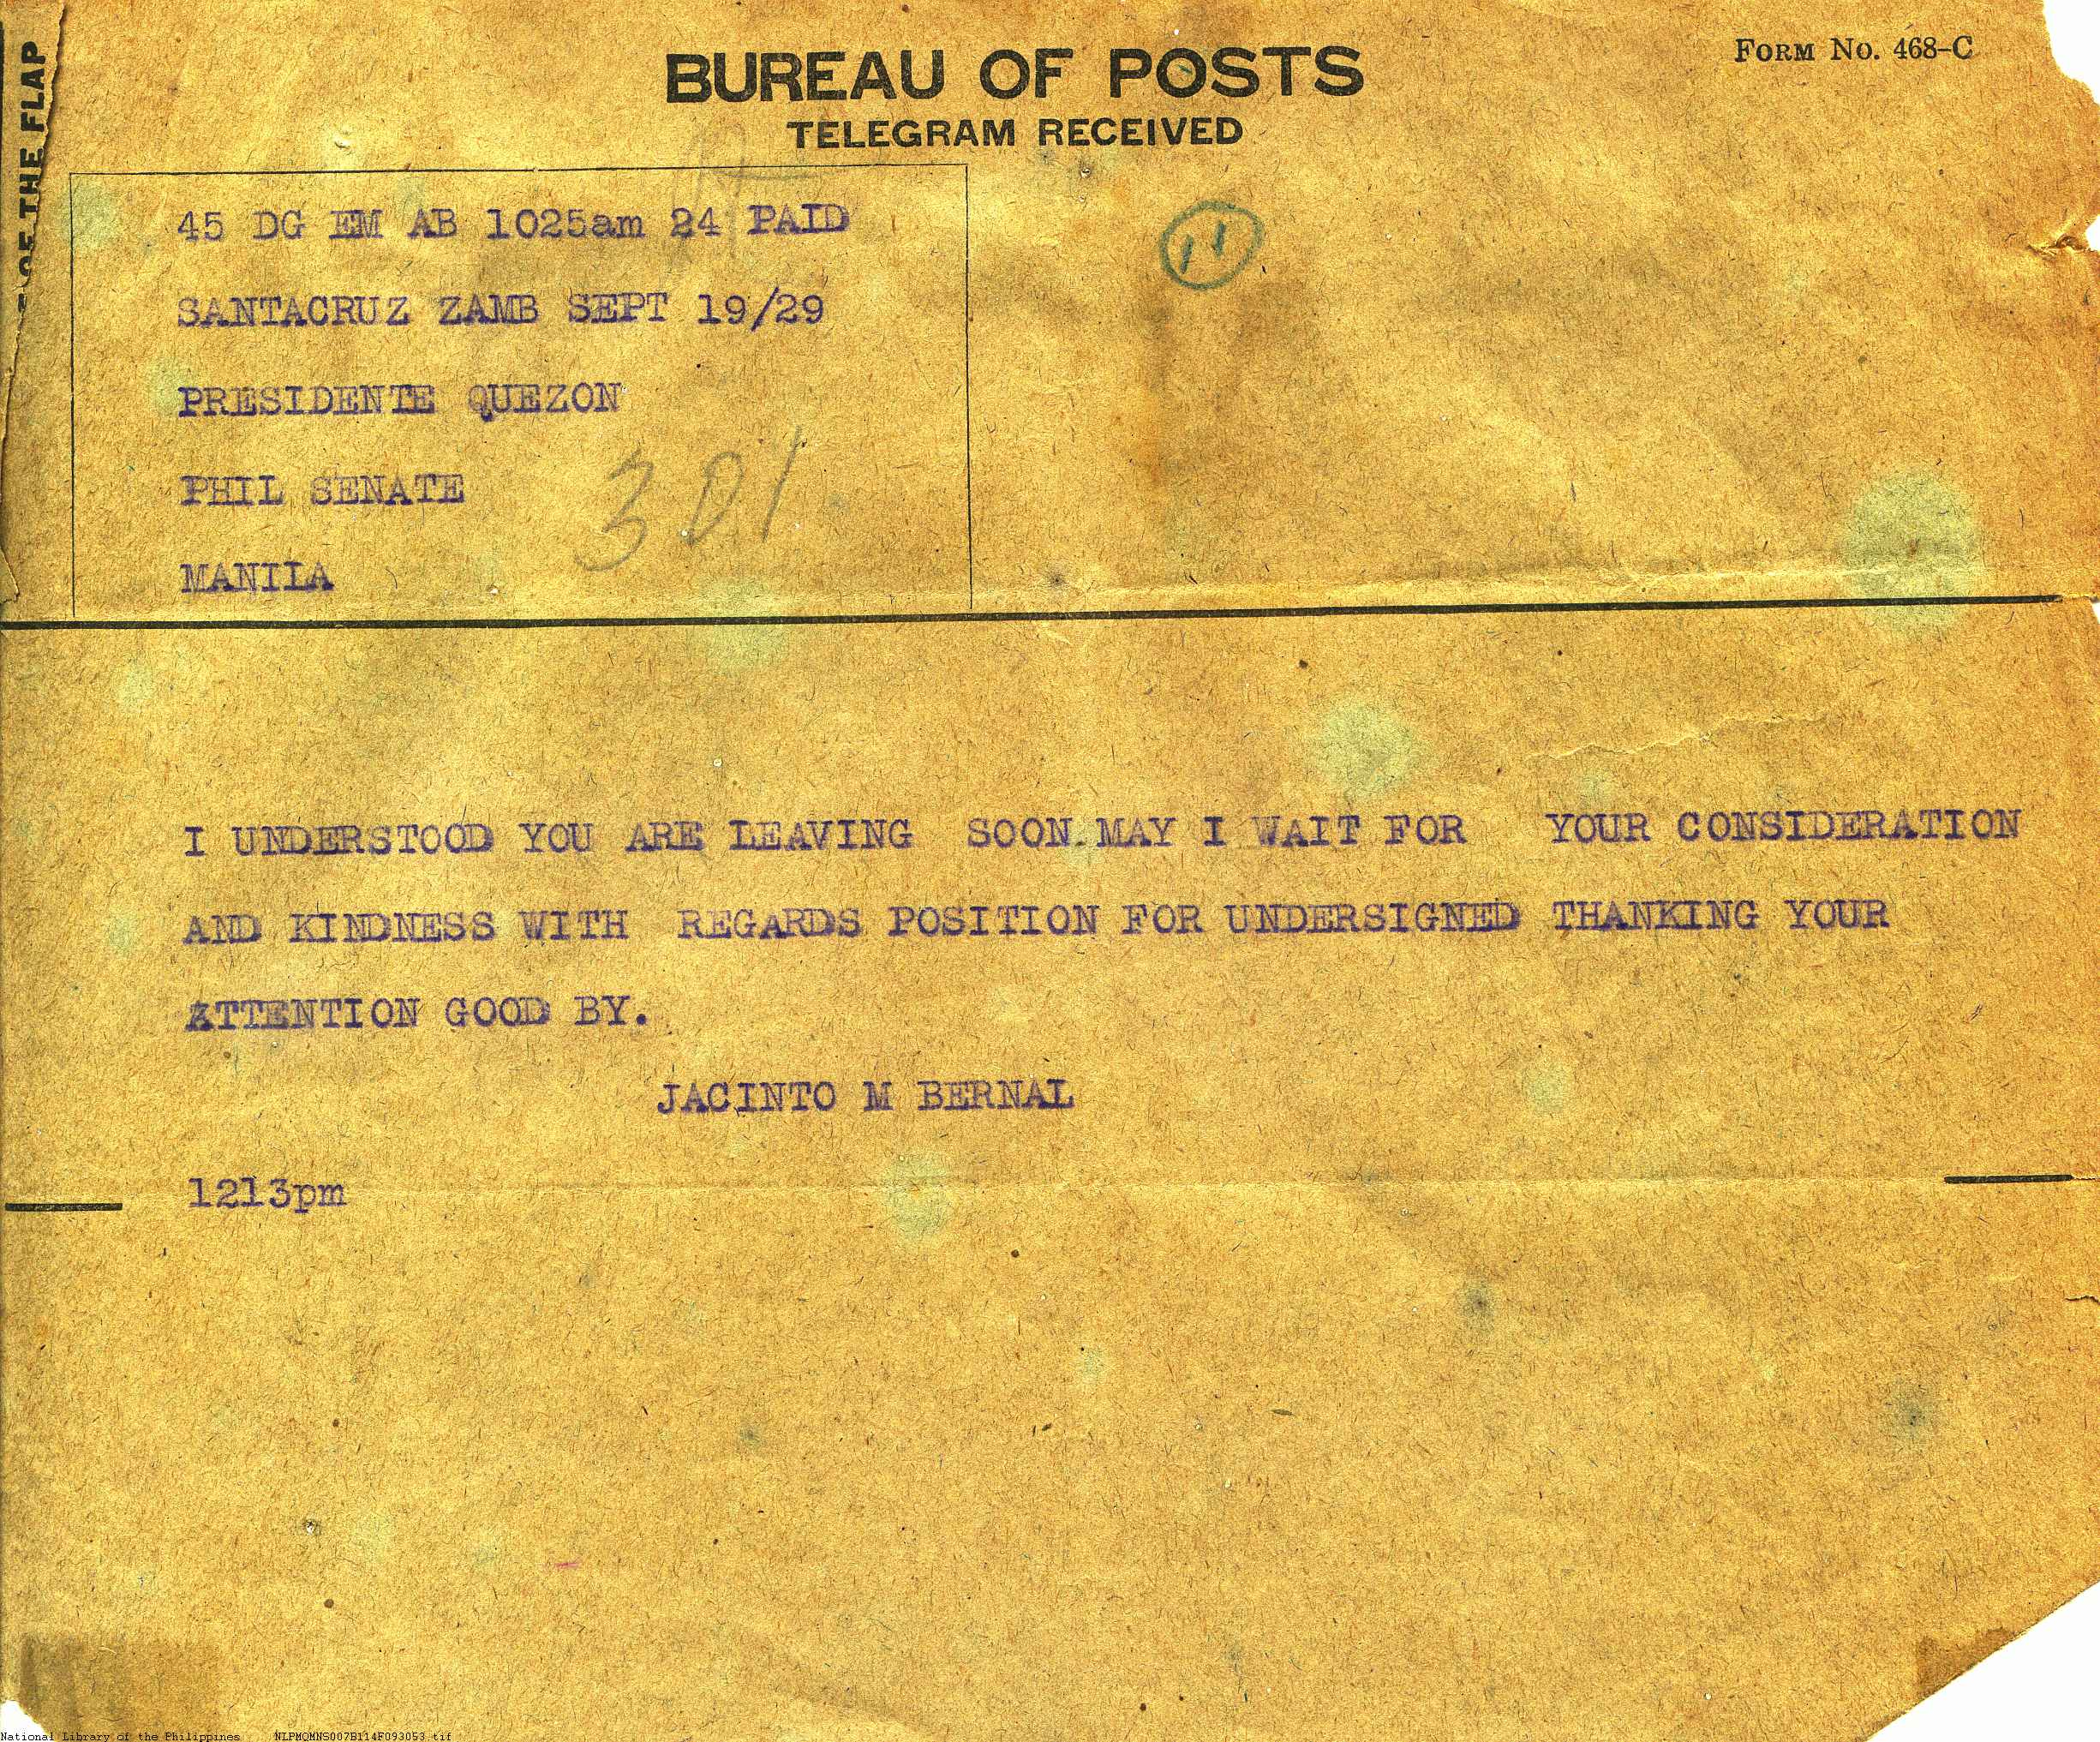 OF THE FLAP
FORM NO. 468-C
BUREAU OF POSTS
TELEGRAM RECEIVED
45 DG EM AB 1025am 24 PAID
11
SANTACRUZ ZAMB SEPT 19/29
PRESIDENTE QUEZON
PHIL SENATE
301
MANILA
I UNDERSTOOD YOU ARE LEAVING SOON.MAY I WAIT FOR YOUR CONSIDERATION
AND KINDNESS WITH REGARDS POSITION FOR UNDERSIGNED THANKING YOUR
ATTENTION GOOD BY.
JACINTO M BERNAL
1213pm
National Library of the Philippines NLPMQMNS007B114F093053.tif